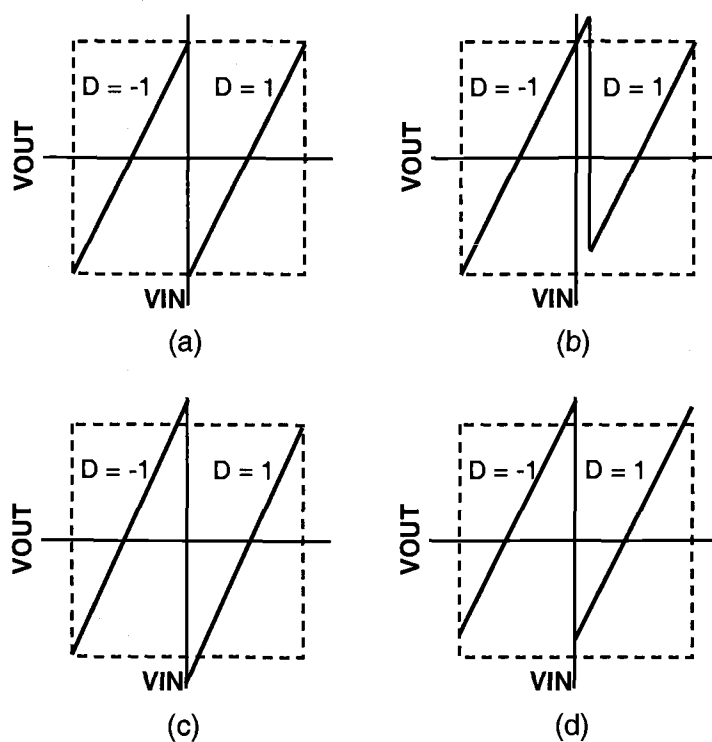 D = -1
D = 1
VOUT
VIN
(a)
D = -1
D = 1
VOUT
VIN
(b)
D = -1
D = 1
VOUT
VIN
(c)
D = -1
D = 1
VOUT
VIN
(d)